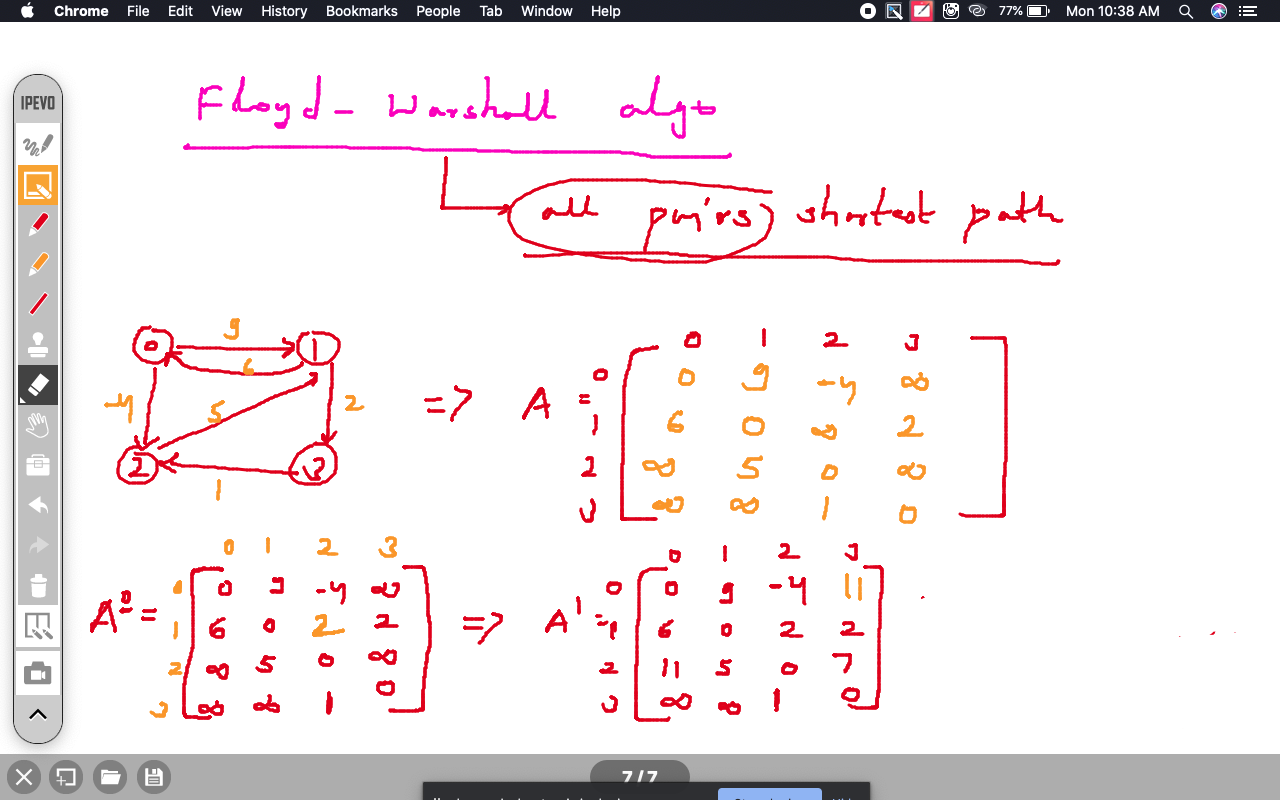 Chrome File Edit View History Bookmarks People Tab Window Help 77% Mon 10:38 AM
IPEVO
Floyd - Warshall algo
all pairs shortest path
0 9 1
6
-4 5 2
2 3
1
=> A =
0 1 2 3
0 0 9 -4 ∞
1 6 0 ∞ 2
2 ∞ 5 0 ∞
3 ∞ ∞ 1 0
A⁰ =
0 1 2 3
0 0 9 -4 ∞
1 6 0 2 2
2 ∞ 5 0 ∞
3 ∞ ∞ 1 0
=> A¹ =
0 1 2 3
0 0 9 -4 11
1 6 0 2 2
2 11 5 0 7
3 ∞ ∞ 1 0
7/7